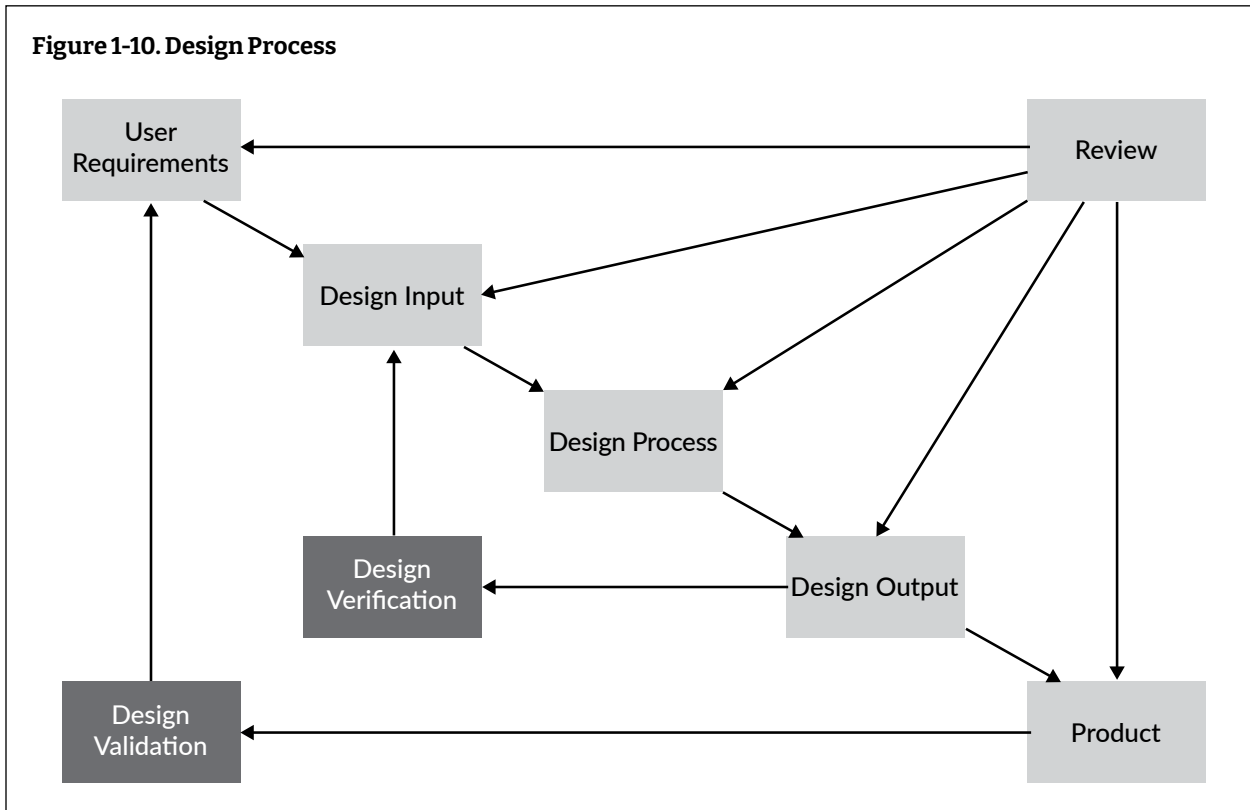 Figure 1-10. Design Process
User
Requirements
Review
Design Input
Design Process
Design
Verification
Design Output
Design
Validation
Product